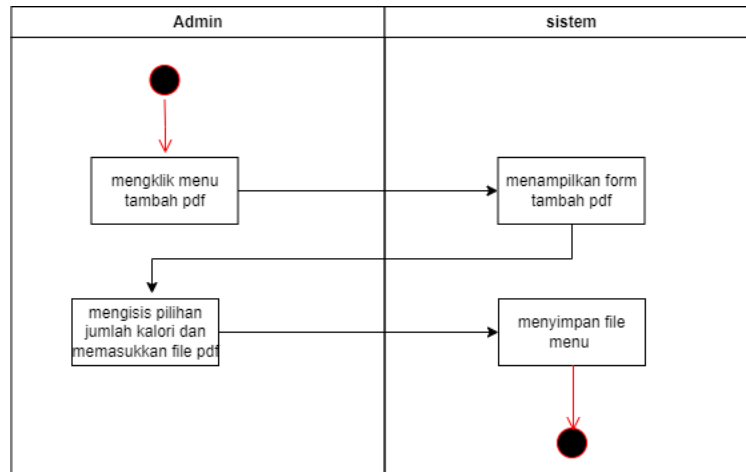 Admin
sistem
mengklik menu
tambah pdf
menampilkan form
tambah pdf
mengisis pilihan
jumlah kalori dan
memasukkan file pdf
menyimpan file
menu